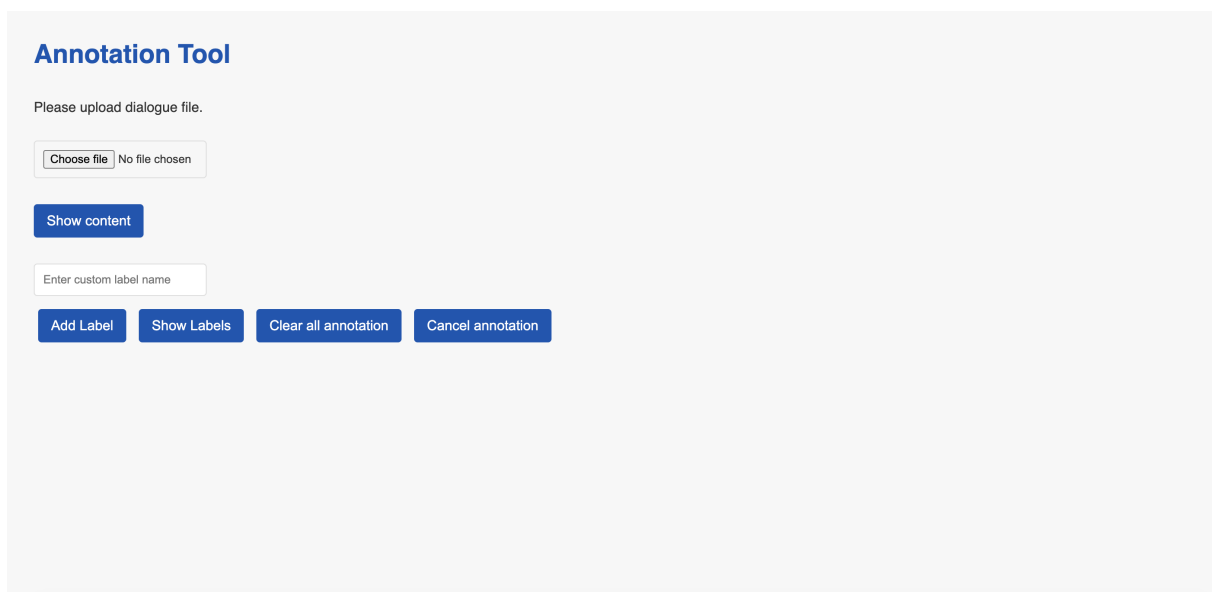 Annotation Tool
Please upload dialogue file.
Choose file No file chosen
Show content
Enter custom label name
Add Label Show Labels Clear all annotation Cancel annotation